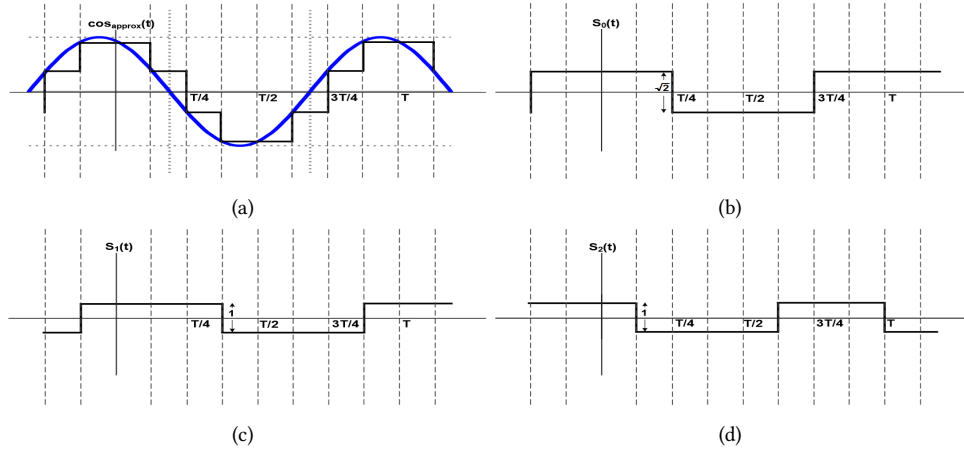 cosapprox(t)
T/4 T/2 3T/4 T
(a)
S0(t)
√2
T/4 T/2 3T/4 T
(b)
S1(t)
1
T/4 T/2 3T/4 T
(c)
S2(t)
1
T/4 T/2 3T/4 T
(d)